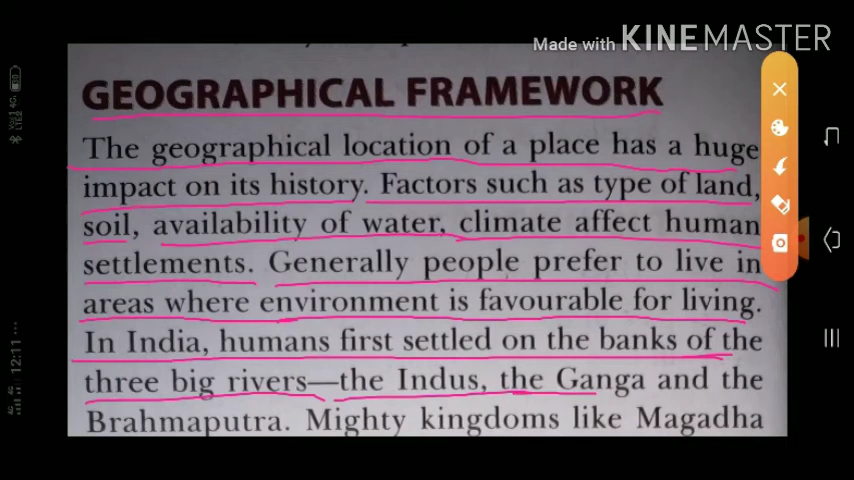 Made with KINEMASTER
GEOGRAPHICAL FRAMEWORK
The geographical location of a place has a huge
impact on its history. Factors such as type of land,
soil, availability of water, climate affect human
settlements. Generally people prefer to live in
areas where environment is favourable for living.
In India, humans first settled on the banks of the
three big rivers—the Indus, the Ganga and the
Brahmaputra. Mighty kingdoms like Magadha
12:11